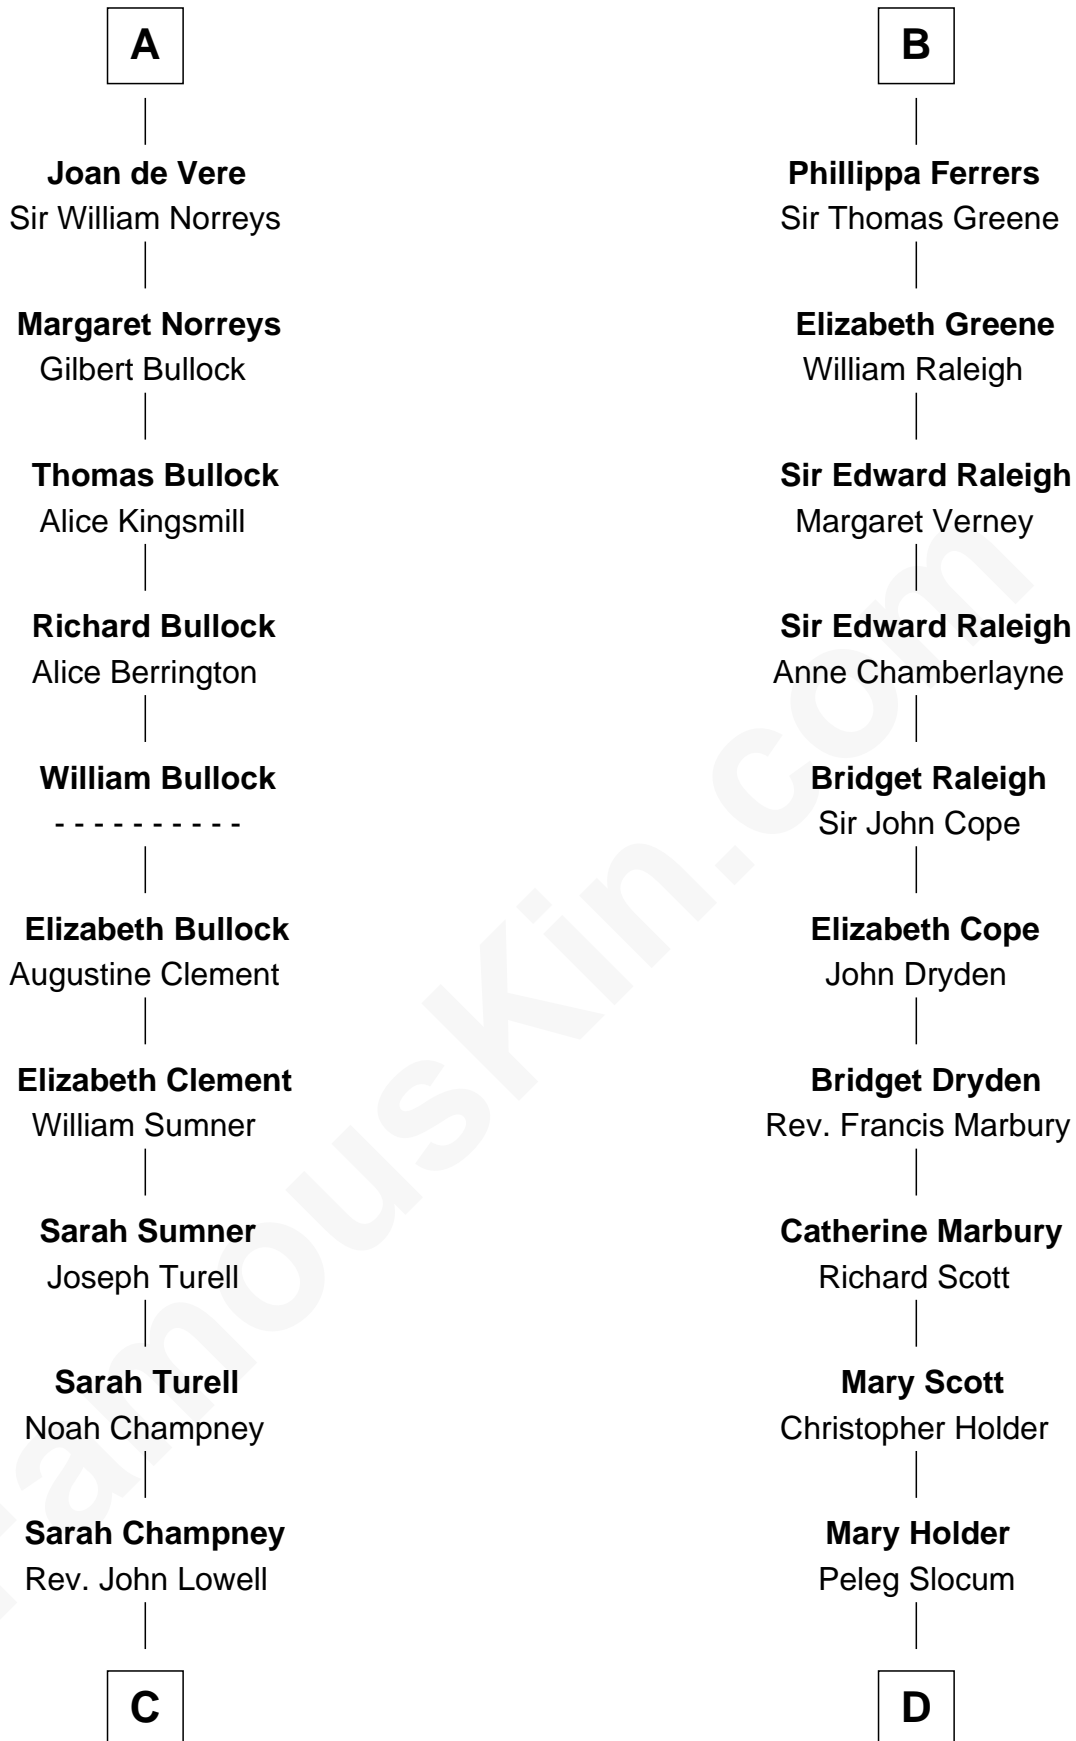 A
Joan de Vere
Sir William Norreys
Margaret Norreys
Gilbert Bullock
Thomas Bullock
Alice Kingsmill
Richard Bullock
Alice Berrington
William Bullock
- - - - - - - - - -
Elizabeth Bullock
Augustine Clement
Elizabeth Clement
William Sumner
Sarah Sumner
Joseph Turell
Sarah Turell
Noah Champney
Sarah Champney
Rev. John Lowell
C
B
Phillippa Ferrers
Sir Thomas Greene
Elizabeth Greene
William Raleigh
Sir Edward Raleigh
Margaret Verney
Sir Edward Raleigh
Anne Chamberlayne
Bridget Raleigh
Sir John Cope
Elizabeth Cope
John Dryden
Bridget Dryden
Rev. Francis Marbury
Catherine Marbury
Richard Scott
Mary Scott
Christopher Holder
Mary Holder
Peleg Slocum
D
FamousKin.com